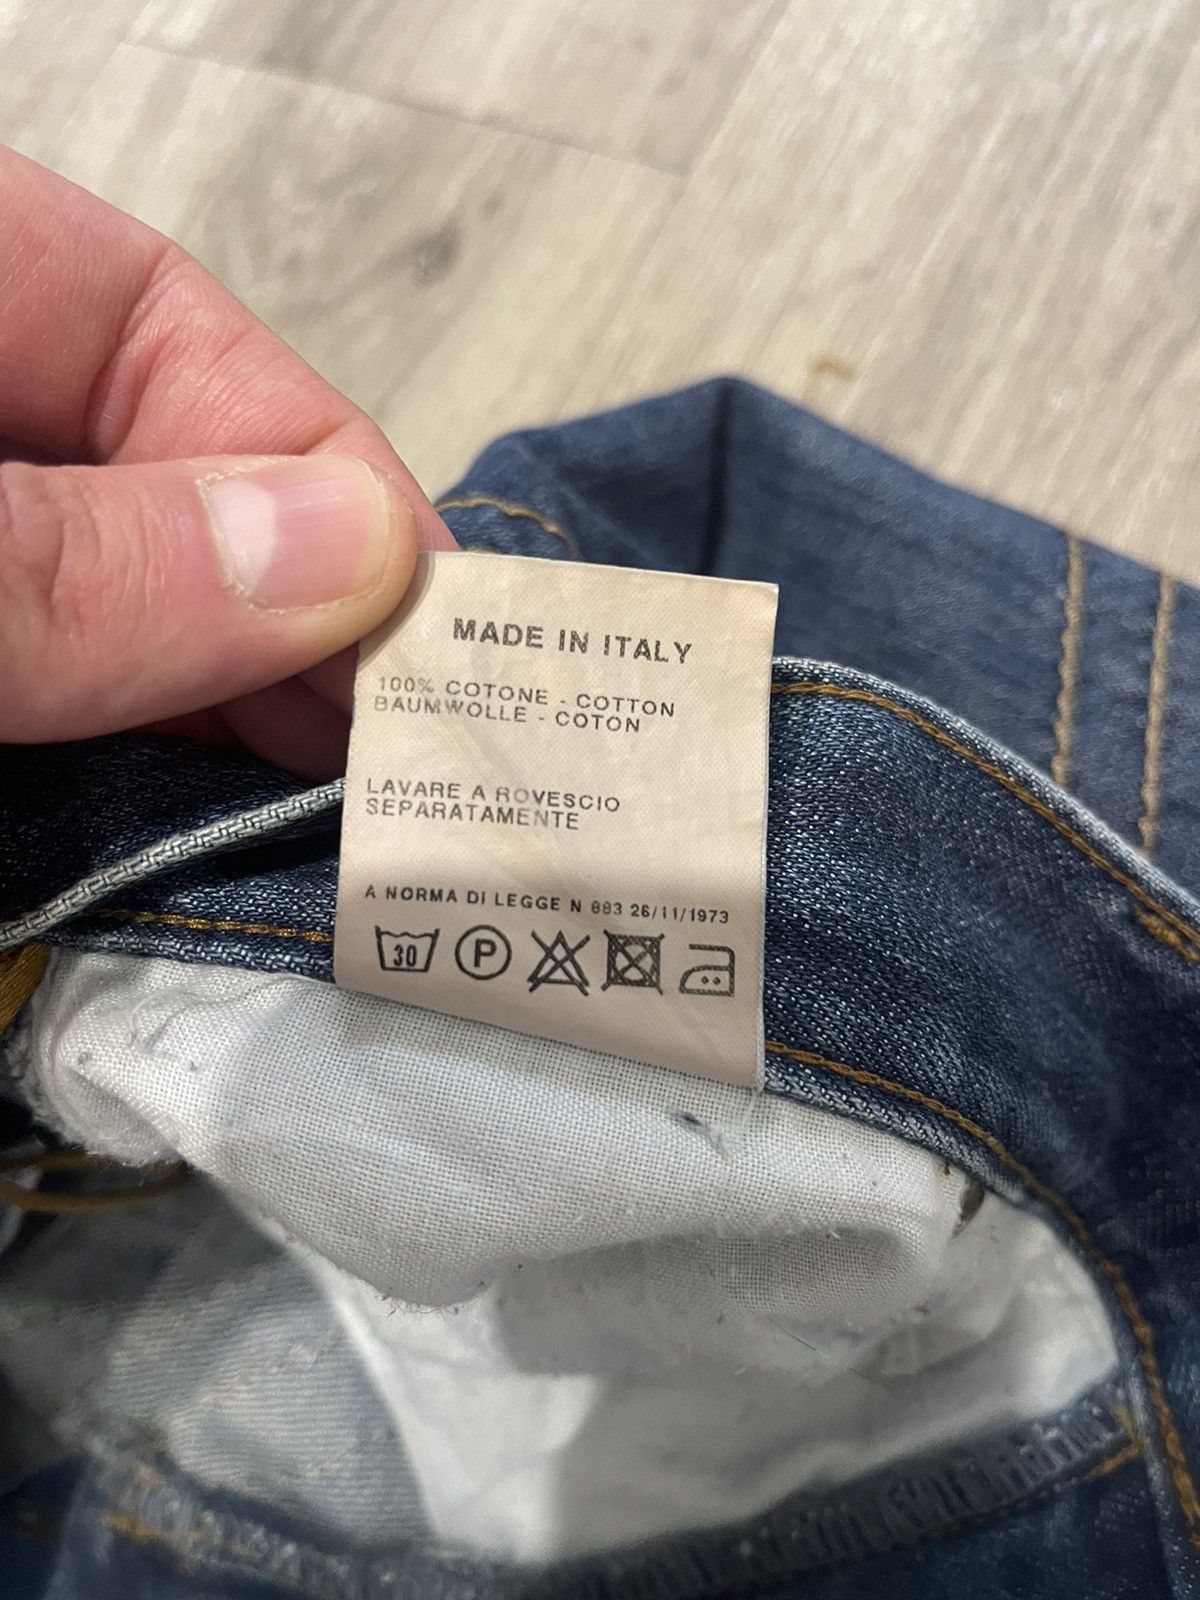 MADE IN ITALY
100% COTONE - COTTON
BAUMWOLLE - COTON
LAVARE A ROVESCIO
SEPARATAMENTE
A NORMA DI LEGGE N 883 26/11/1973
30 P